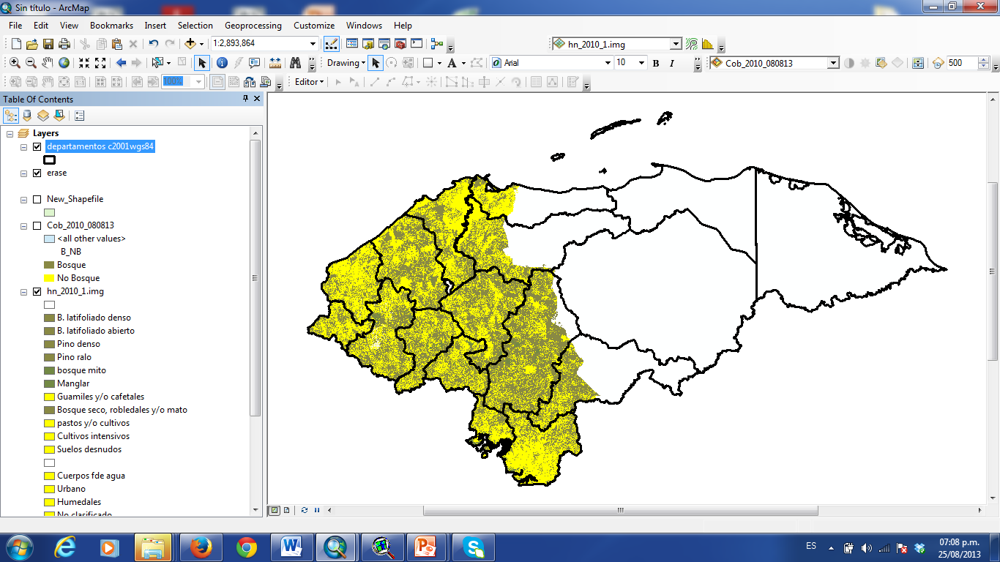 Sin título - ArcMap
File Edit View Bookmarks Insert Selection Geoprocessing Customize Windows Help
1:2,893,864 hn_2010_1.img
Drawing A Arial 10 B I Cob_2010_080813 500
100% Editor
Table Of Contents
Layers
departamentos c2001wgs84
erase
New_Shapefile
Cob_2010_080813
<all other values>
B_NB
Bosque
No Bosque
hn_2010_1.img
B. latifoliado denso
B. latifoliado abierto
Pino denso
Pino ralo
bosque mito
Manglar
Guamiles y/o cafetales
Bosque seco, robledales y/o mato
pastos y/o cultivos
Cultivos intensivos
Suelos desnudos
Cuerpos fde agua
Urbano
Humedales
No clasificado
ES 07:08 p.m.
25/08/2013